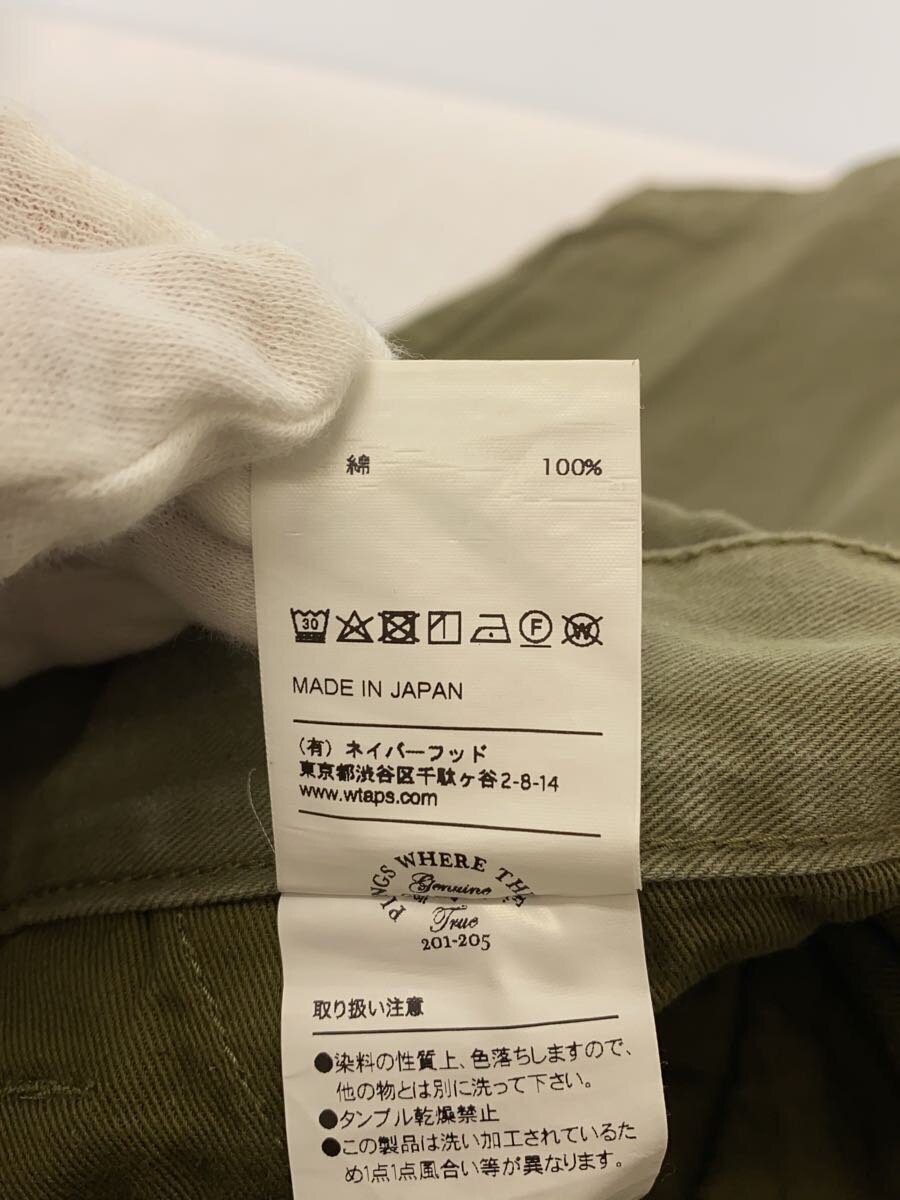 綿 100%
30 F W
MADE IN JAPAN
(有) ネイバーフッド
東京都渋谷区千駄ヶ谷2-8-14
www.wtaps.com
WHERE
Genuine
True
201-205
取り扱い注意
●染料の性質上、色落ちしますので、
他の物とは別に洗って下さい。
●タンブル乾燥禁止
●この製品は洗い加工されているた
め1点1点風合い等が異なります。